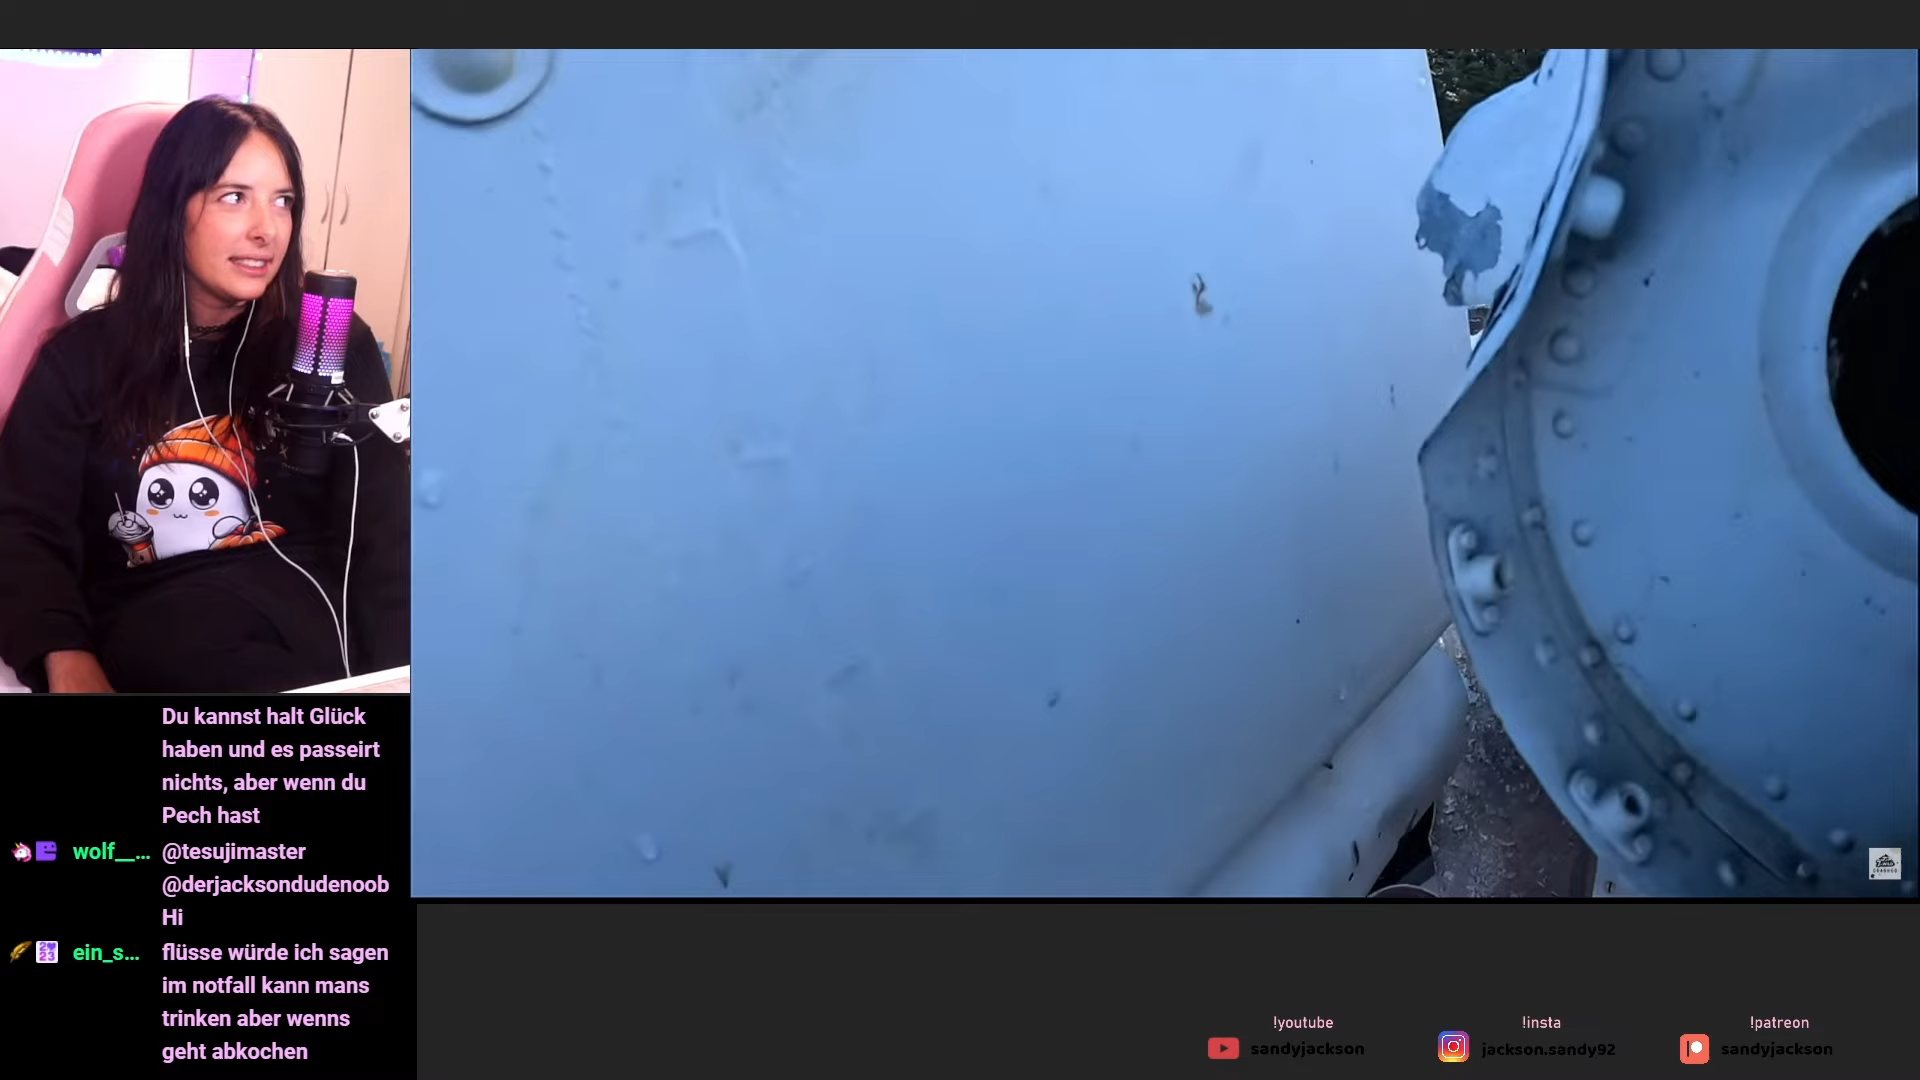 Du kannst halt Glück
haben und es passeirt
nichts, aber wenn du
Pech hast
wolf__... @tesujimaster
@derjacksondudenoob
Hi
ein_s... flüsse würde ich sagen
im notfall kann mans
trinken aber wenns
geht abkochen
!youtube
sandyjackson
!insta
jackson.sandy92
!patreon
sandyjackson